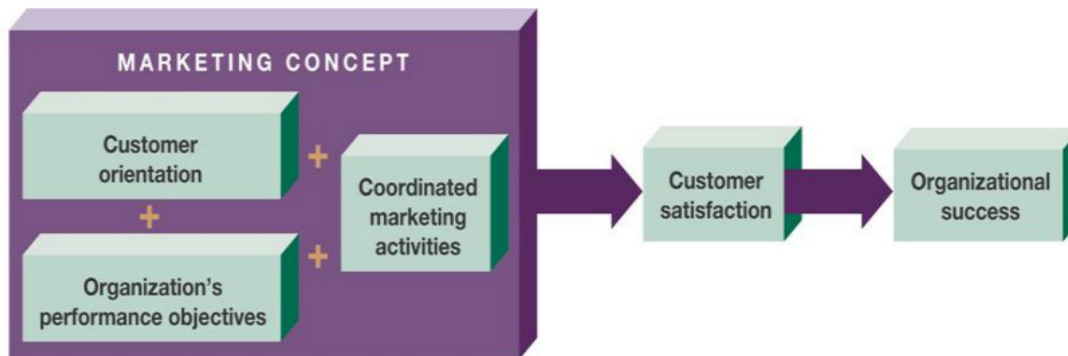 MARKETING CONCEPT
Customer
orientation
+
+
Coordinated
marketing
activities
+
Organization's
performance objectives
Customer
satisfaction
Organizational
success